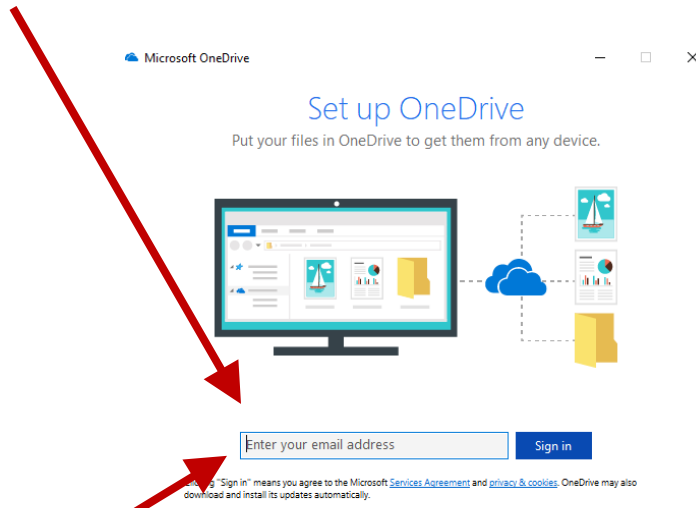 Microsoft OneDrive
Set up OneDrive
Put your files in OneDrive to get them from any device.
Enter your email address
Sign in
"Sign in" means you agree to the Microsoft Services Agreement and privacy & cookies. OneDrive may also
download and install its updates automatically.